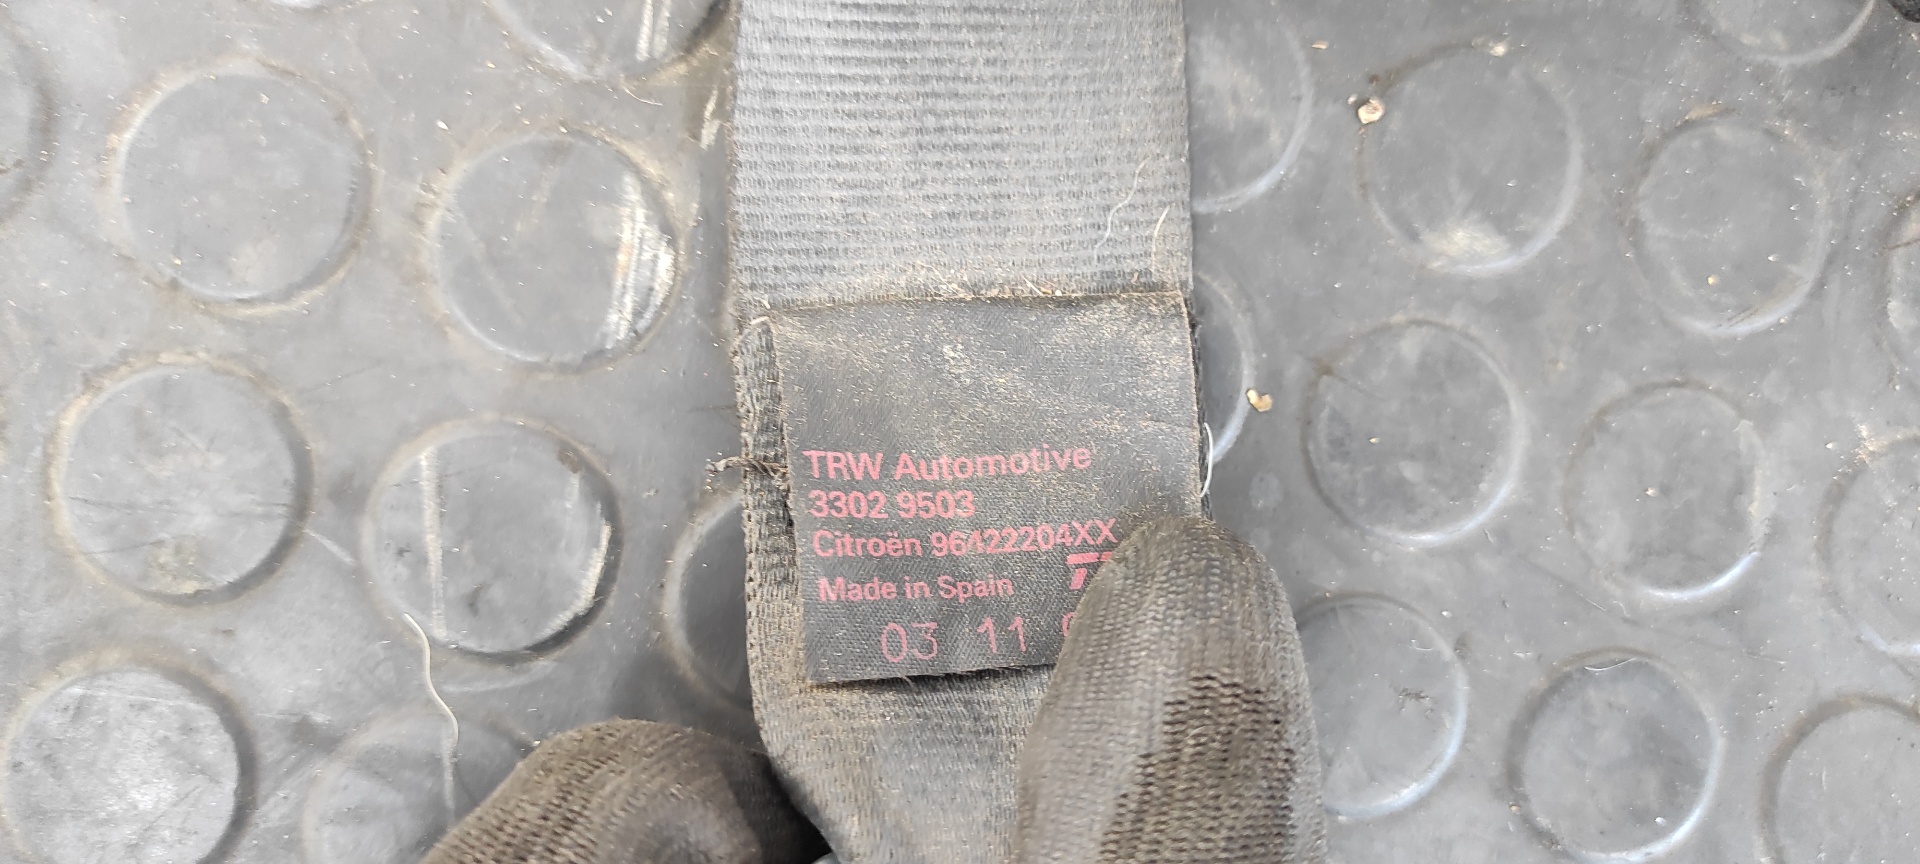 TRW Automotive
3302 9503
Citroën 96422204XX
Made in Spain
03 11